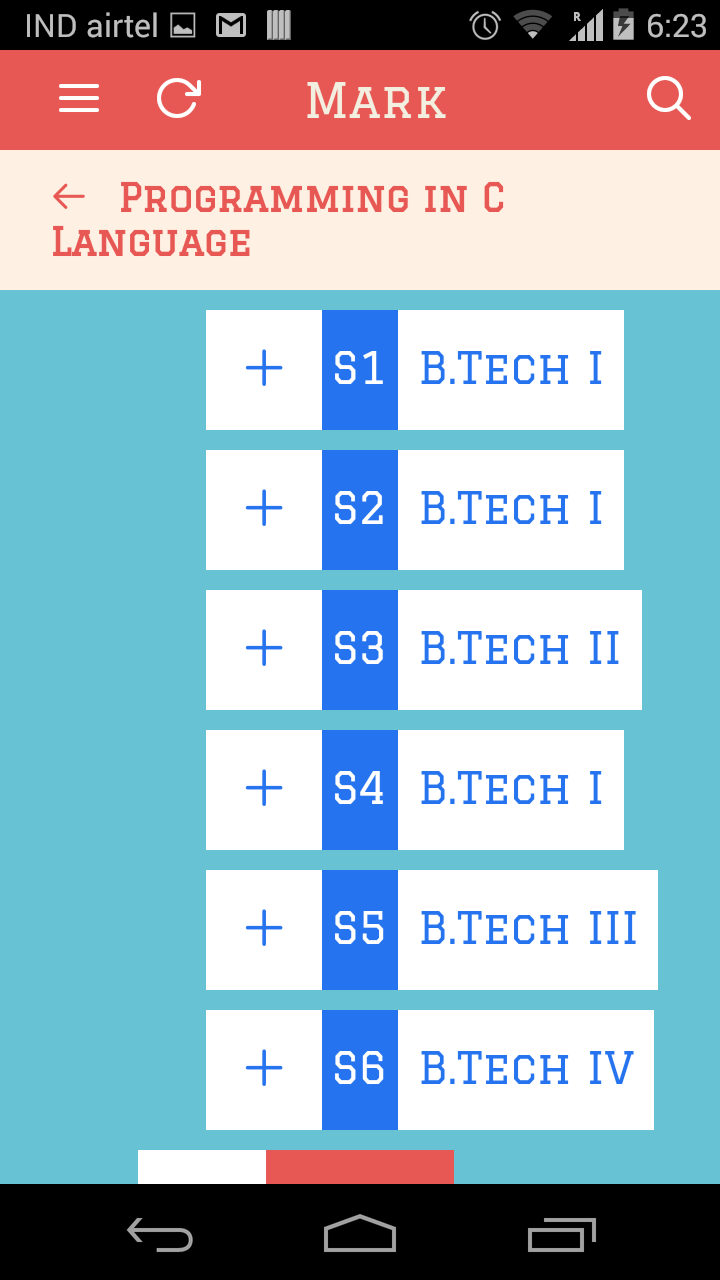 IND airtel R 6:23
Mark
Programming in C
Language
S1 B.Tech I
S2 B.Tech I
S3 B.Tech II
S4 B.Tech I
S5 B.Tech III
S6 B.Tech IV